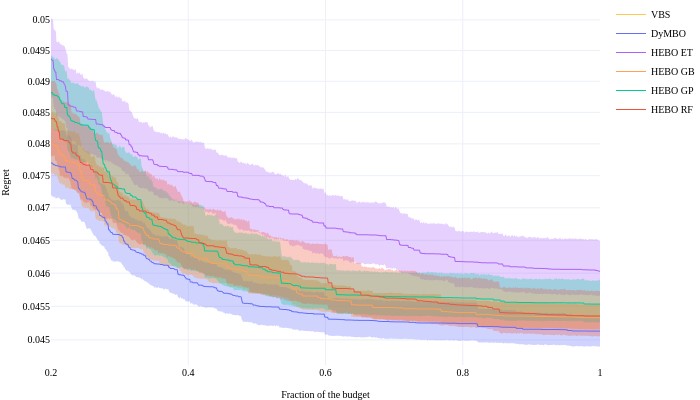 0.05
0.0495
0.049
0.0485
0.048
0.0475
0.047
0.0465
0.046
0.0455
0.045
Regret
0.2
0.4
0.6
0.8
1
Fraction of the budget
VBS
DyMBO
HEBO ET
HEBO GB
HEBO GP
HEBO RF